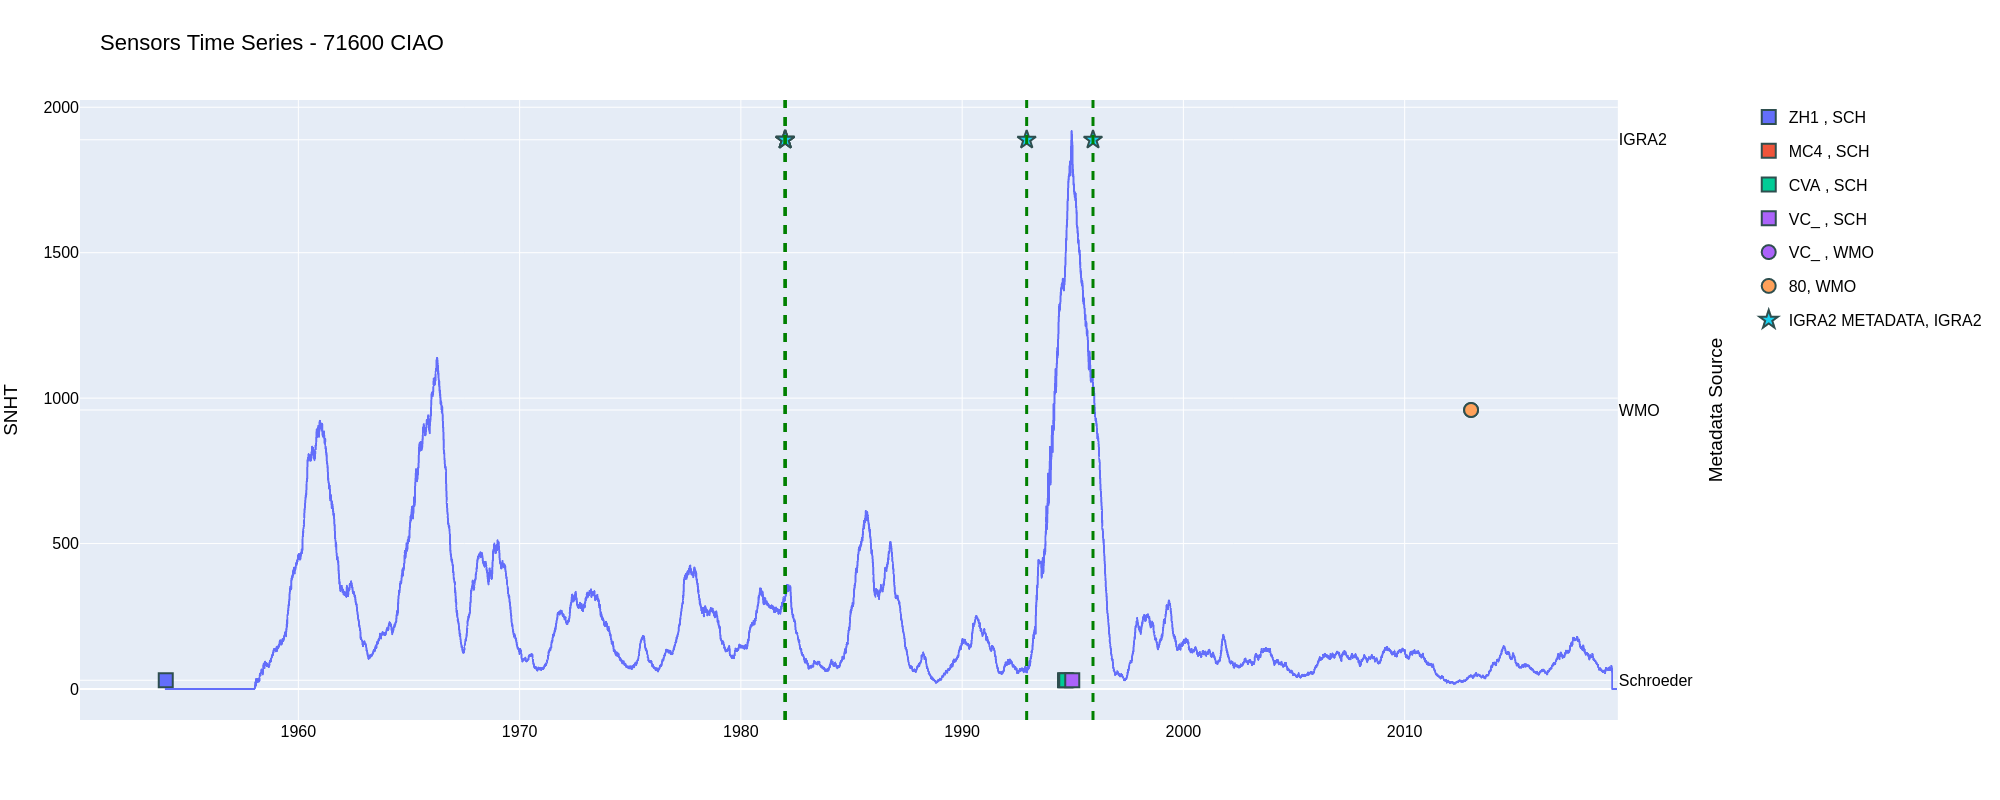 Sensors Time Series - 71600 CIAO
2000
1500
1000
500
0
SNHT
1960
1970
1980
1990
2000
2010
IGRA2
WMO
Schroeder
Metadata Source
ZH1 , SCH
MC4 , SCH
CVA , SCH
VC_ , SCH
VC_ , WMO
80, WMO
IGRA2 METADATA, IGRA2